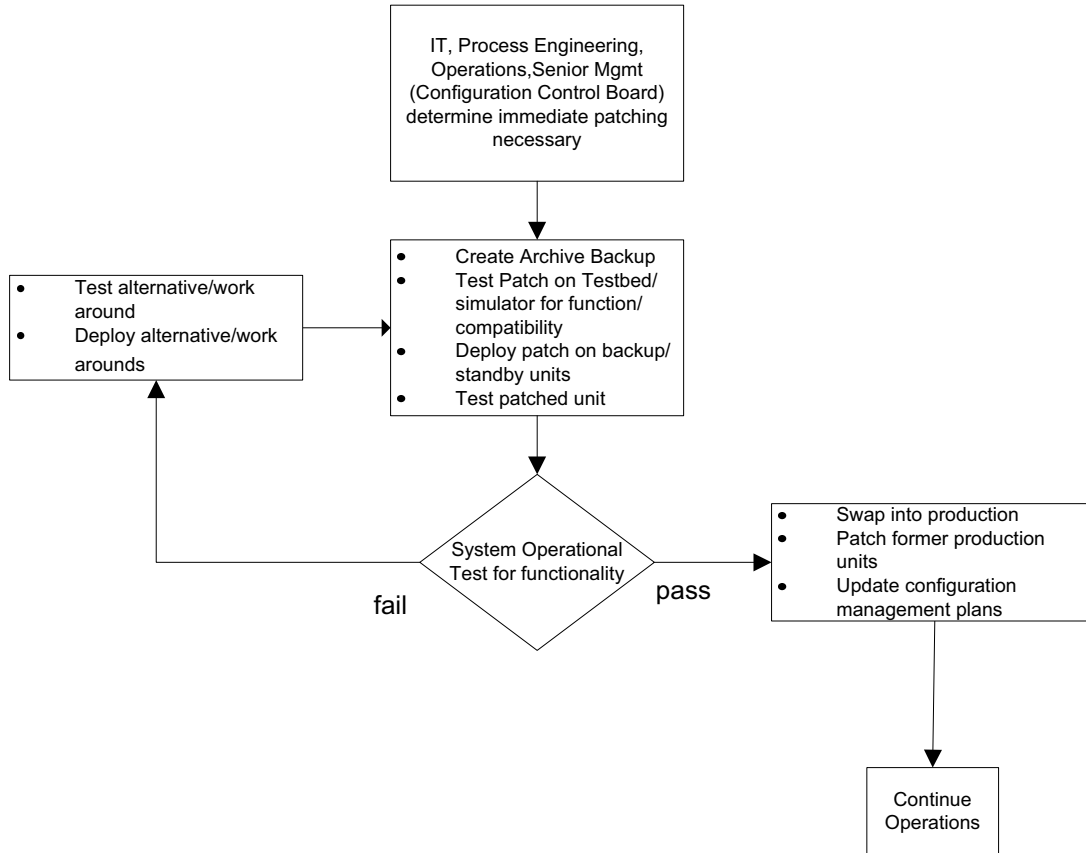 IT, Process Engineering,
Operations,Senior Mgmt
(Configuration Control Board)
determine immediate patching
necessary
• Create Archive Backup
• Test Patch on Testbed/
simulator for function/
compatibility
• Deploy patch on backup/
standby units
• Test patched unit
• Test alternative/work
around
• Deploy alternative/work
arounds
System Operational
Test for functionality
fail
pass
• Swap into production
• Patch former production
units
• Update configuration
management plans
Continue
Operations